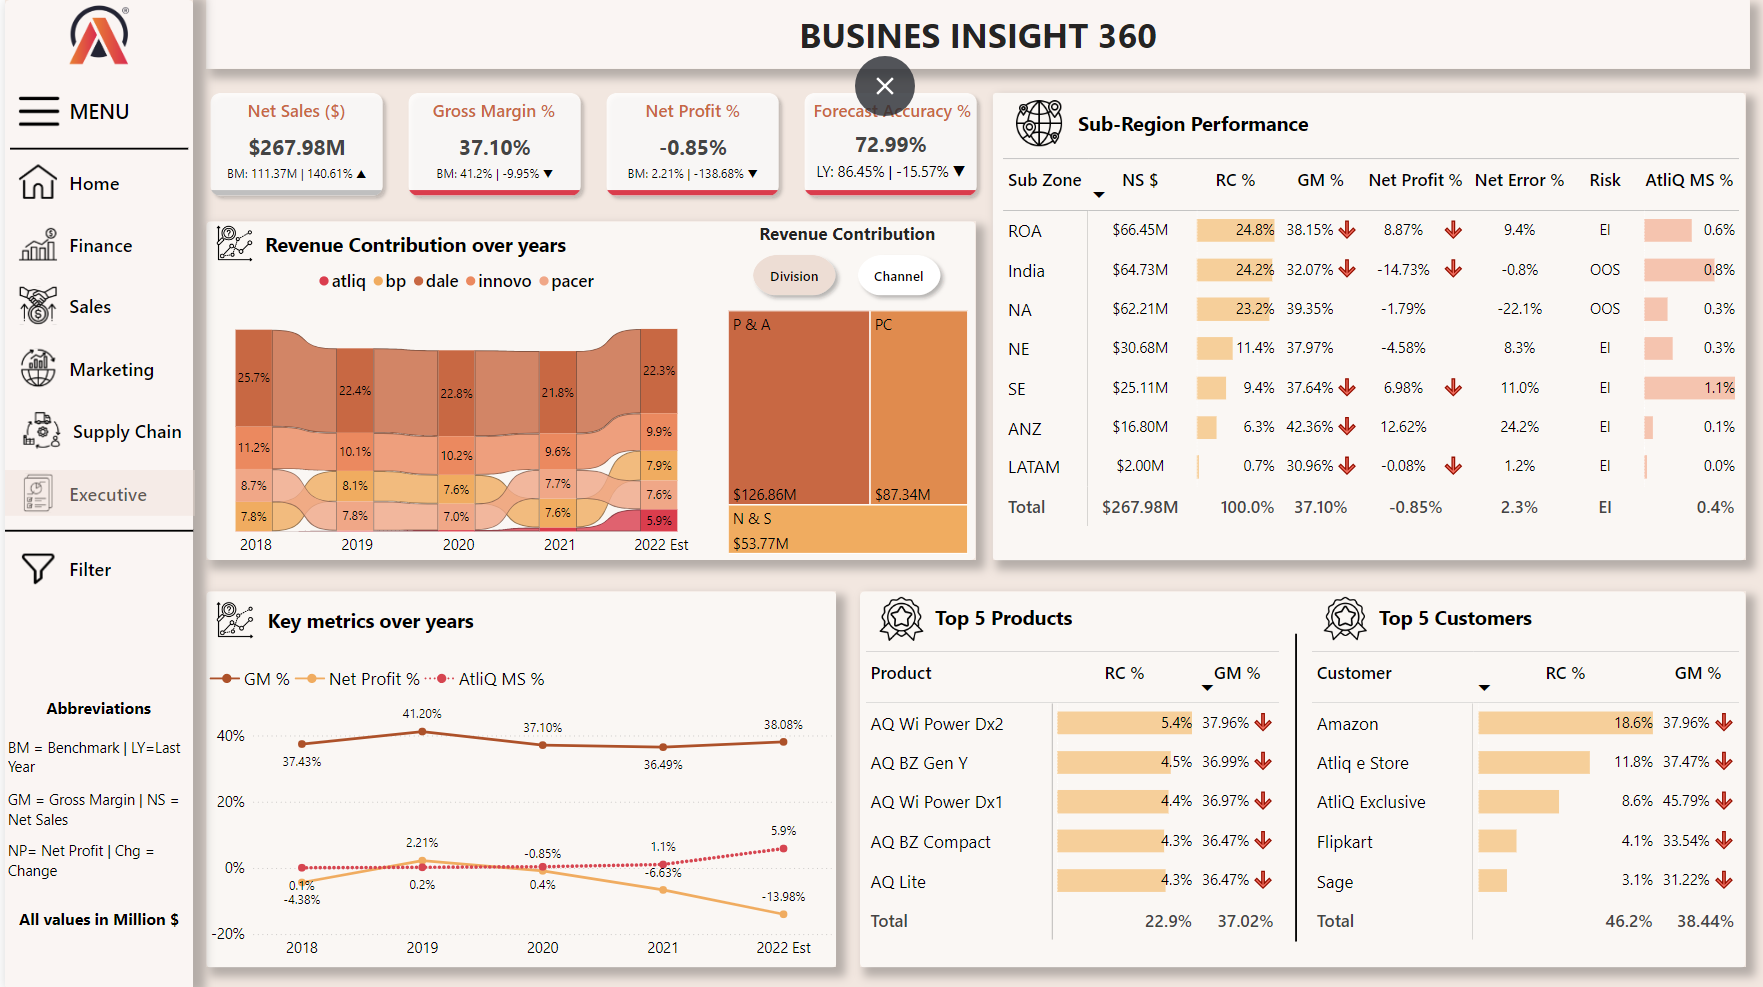 BUSINES INSIGHT 360
®
MENU
Home
Finance
Sales
Marketing
Supply Chain
Executive
Filter
Abbreviations
BM = Benchmark | LY=Last
Year
GM = Gross Margin | NS =
Net Sales
NP= Net Profit | Chg =
Change
All values in Million $
Net Sales ($)
$267.98M
BM: 111.37M | 140.61% ▲
Gross Margin %
37.10%
BM: 41.2% | -9.95% ▼
Net Profit %
-0.85%
BM: 2.21% | -138.68% ▼
Forecast Accuracy %
72.99%
LY: 86.45% | -15.57% ▼
Revenue Contribution over years
atliq bp dale innovo pacer
25.7% 22.4% 22.8% 21.8% 22.3%
11.2% 10.1% 10.2% 9.6% 9.9%
8.7% 8.1% 7.6% 7.7% 7.9%
7.8% 7.8% 7.0% 7.6% 7.6%
5.9%
2018 2019 2020 2021 2022 Est
Revenue Contribution
Division Channel
P & A PC
$126.86M $87.34M
N & S
$53.77M
Sub-Region Performance
Sub Zone NS $ RC % GM % Net Profit % Net Error % Risk AtliQ MS %
ROA $66.45M 24.8% 38.15% 8.87% 9.4% EI 0.6%
India $64.73M 24.2% 32.07% -14.73% -0.8% OOS 0.8%
NA $62.21M 23.2% 39.35% -1.79% -22.1% OOS 0.3%
NE $30.68M 11.4% 37.97% -4.58% 8.3% EI 0.3%
SE $25.11M 9.4% 37.64% 6.98% 11.0% EI 1.1%
ANZ $16.80M 6.3% 42.36% 12.62% 24.2% EI 0.1%
LATAM $2.00M 0.7% 30.96% -0.08% 1.2% EI 0.0%
Total $267.98M 100.0% 37.10% -0.85% 2.3% EI 0.4%
Key metrics over years
GM % Net Profit % AtliQ MS %
40%
20%
0%
-20%
37.43% 41.20% 37.10% 36.49% 38.08%
0.1% 2.21% -0.85% 1.1% 5.9%
-4.38% 0.2% 0.4% -6.63% -13.98%
2018 2019 2020 2021 2022 Est
Top 5 Products
Product RC % GM %
AQ Wi Power Dx2 5.4% 37.96%
AQ BZ Gen Y 4.5% 36.99%
AQ Wi Power Dx1 4.4% 36.97%
AQ BZ Compact 4.3% 36.47%
AQ Lite 4.3% 36.47%
Total 22.9% 37.02%
Top 5 Customers
Customer RC % GM %
Amazon 18.6% 37.96%
Atliq e Store 11.8% 37.47%
AtliQ Exclusive 8.6% 45.79%
Flipkart 4.1% 33.54%
Sage 3.1% 31.22%
Total 46.2% 38.44%